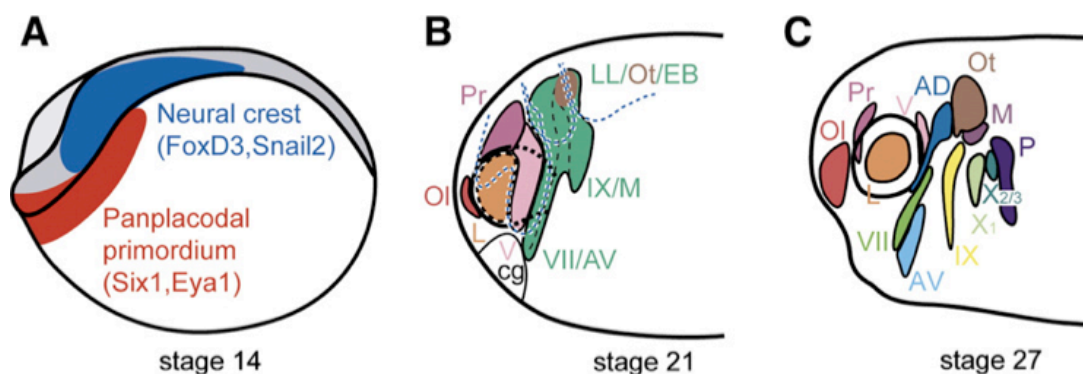 A
Neural crest
(FoxD3,Snail2)
Panplacodal
primordium
(Six1,Eya1)
stage 14
B
LL/Ot/EB
Pr
Ol
IX/M
L
V
VII/AV
cg
stage 21
C
Ot
AD
Pr
V
M
Ol
P
L
X2/3
X1
VII
IX
AV
stage 27